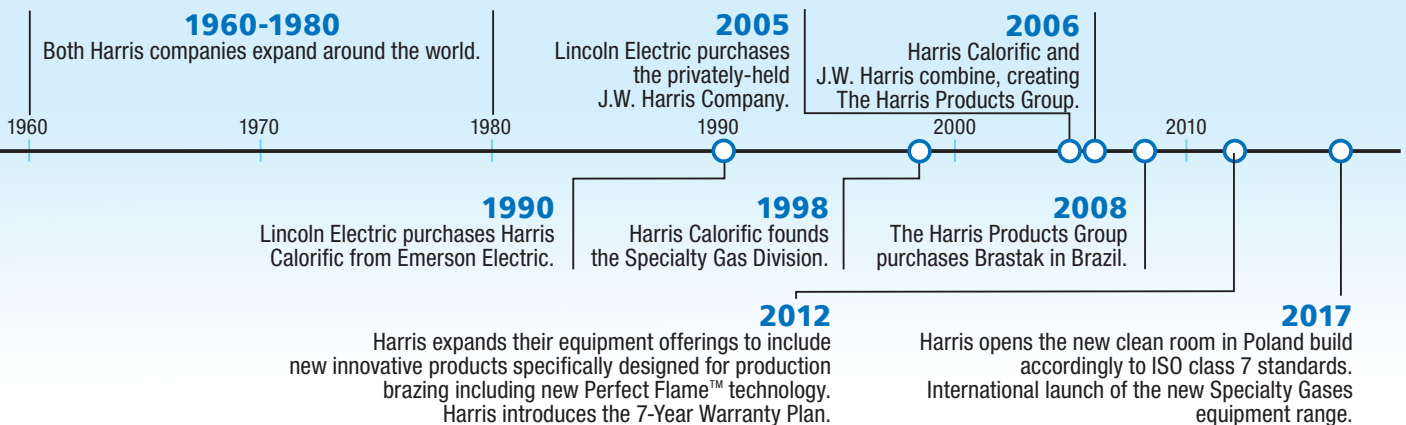 1960-1980
Both Harris companies expand around the world.
2005
Lincoln Electric purchases
the privately-held
J.W. Harris Company.
2006
Harris Calorific and
J.W. Harris combine, creating
The Harris Products Group.
1960
1970
1980
1990
2000
2010
1990
Lincoln Electric purchases Harris
Calorific from Emerson Electric.
1998
Harris Calorific founds
the Specialty Gas Division.
2008
The Harris Products Group
purchases Brastak in Brazil.
2012
Harris expands their equipment offerings to include
new innovative products specifically designed for production
brazing including new Perfect Flame™ technology.
Harris introduces the 7-Year Warranty Plan.
2017
Harris opens the new clean room in Poland build
accordingly to ISO class 7 standards.
International launch of the new Specialty Gases
equipment range.